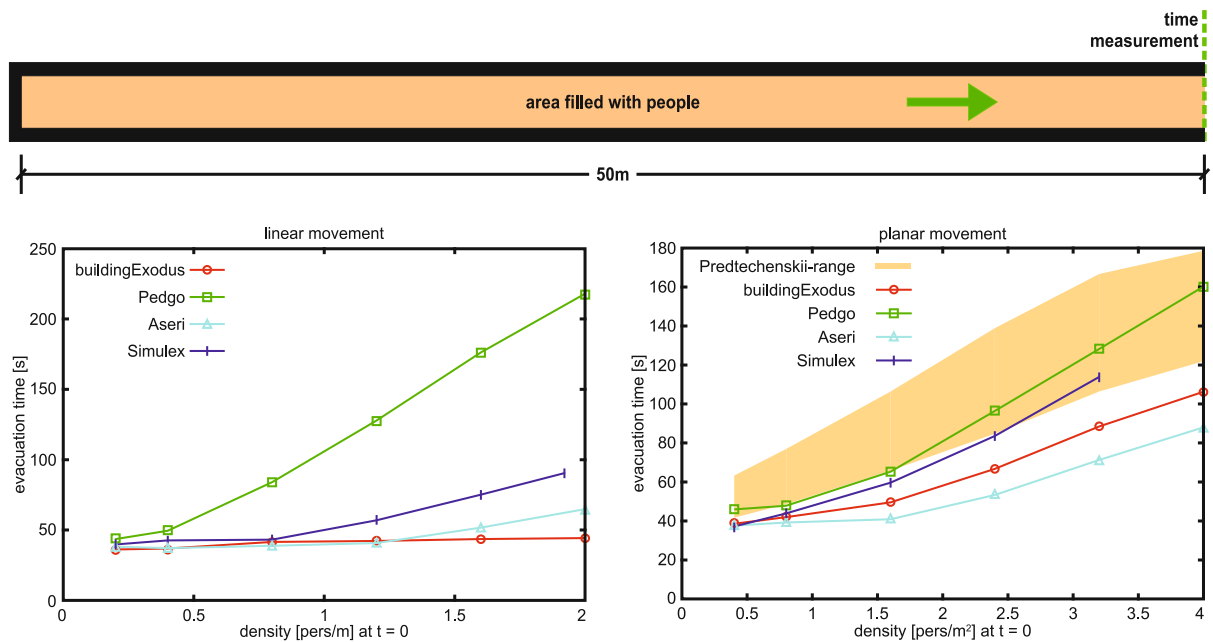 time
measurement
area filled with people
50m
linear movement
250
200
150
100
50
0
evacuation time [s]
buildingExodus
Pedgo
Aseri
Simulex
0 0.5 1 1.5 2
density [pers/m] at t = 0
planar movement
180
160
140
120
100
80
60
40
20
0
evacuation time [s]
Predtechenskii-range
buildingExodus
Pedgo
Aseri
Simulex
0 0.5 1 1.5 2 2.5 3 3.5 4
density [pers/m²] at t = 0